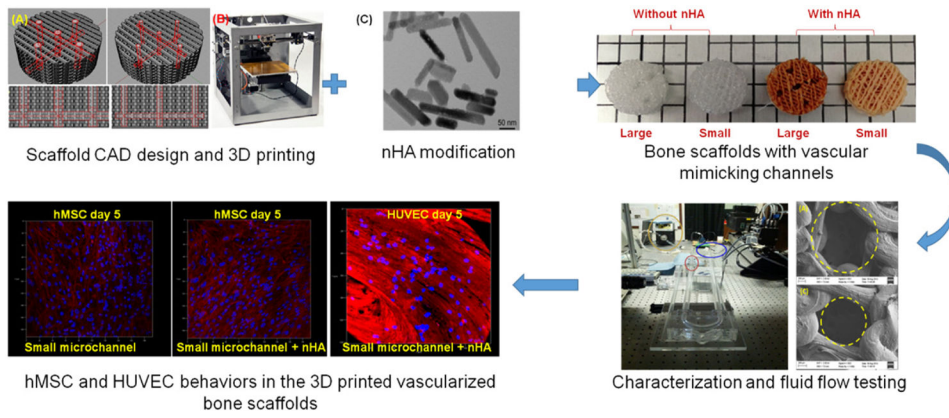 (A)
(B)
(C)
50 nm
Without nHA
With nHA
Large
Small
Large
Small
Scaffold CAD design and 3D printing
nHA modification
Bone scaffolds with vascular
mimicking channels
hMSC day 5
hMSC day 5
HUVEC day 5
Small microchannel
Small microchannel + nHA
Small microchannel + nHA
hMSC and HUVEC behaviors in the 3D printed vascularized
bone scaffolds
(c)
Characterization and fluid flow testing